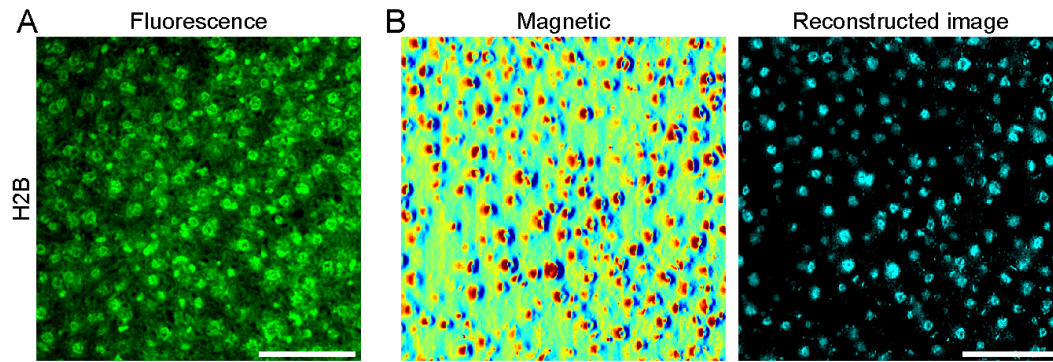 A
Fluorescence
B
Magnetic
Reconstructed image
H2B